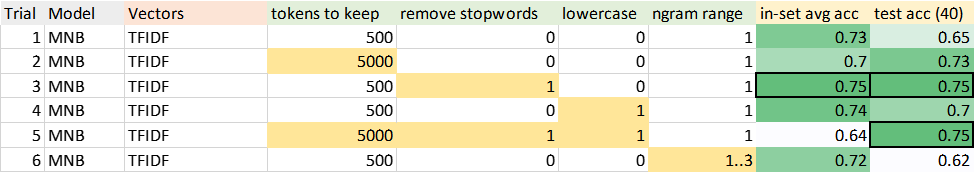 Trial Model Vectors tokens to keep remove stopwords lowercase ngram range in-set avg acc test acc (40)
1 MNB TFIDF 500 0 0 1 0.73 0.65
2 MNB TFIDF 5000 0 0 1 0.7 0.73
3 MNB TFIDF 500 1 0 1 0.75 0.75
4 MNB TFIDF 500 0 1 1 0.74 0.7
5 MNB TFIDF 5000 1 1 1 0.64 0.75
6 MNB TFIDF 500 0 0 1..3 0.72 0.62